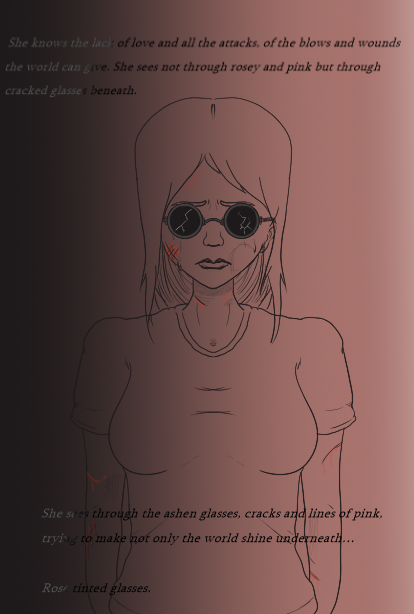 She knows the lack of love and all the attacks, of the blows and wounds
the world can give. She sees not through rosey and pink but through
cracked glasses beneath.
She sees through the ashen glasses, cracks and lines of pink,
trying to make not only the world shine underneath...
Rose tinted glasses.